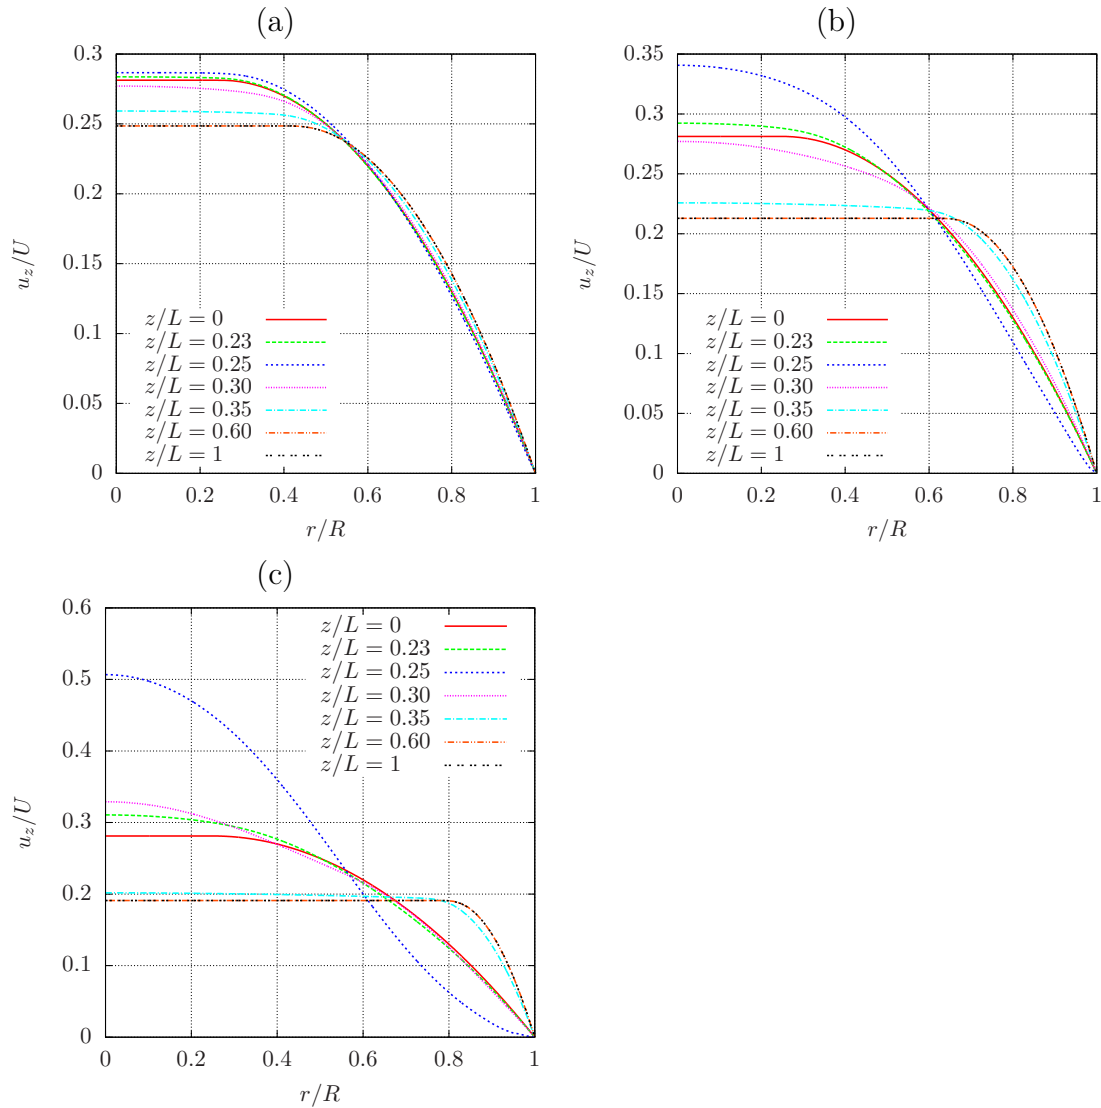 (a)
0.3
0.25
0.2
0.15
0.1
0.05
0
u_z/U
z/L = 0
z/L = 0.23
z/L = 0.25
z/L = 0.30
z/L = 0.35
z/L = 0.60
z/L = 1
0 0.2 0.4 0.6 0.8 1
r/R
(b)
0.35
0.3
0.25
0.2
0.15
0.1
0.05
0
u_z/U
z/L = 0
z/L = 0.23
z/L = 0.25
z/L = 0.30
z/L = 0.35
z/L = 0.60
z/L = 1
0 0.2 0.4 0.6 0.8 1
r/R
(c)
0.6
0.5
0.4
0.3
0.2
0.1
0
u_z/U
z/L = 0
z/L = 0.23
z/L = 0.25
z/L = 0.30
z/L = 0.35
z/L = 0.60
z/L = 1
0 0.2 0.4 0.6 0.8 1
r/R